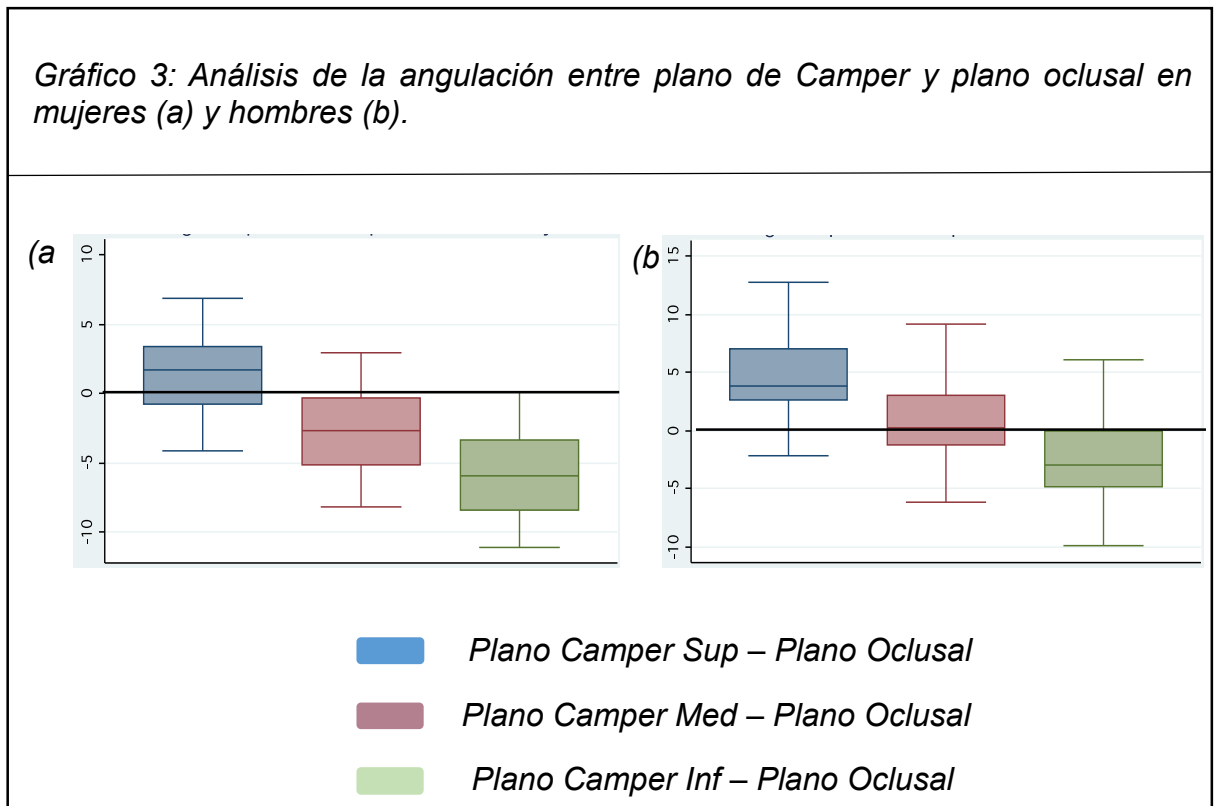 Gráfico 3: Análisis de la angulación entre plano de Camper y plano oclusal en
mujeres (a) y hombres (b).
(a
10
5
0
-5
-10
(b
15
10
5
0
-5
-10
Plano Camper Sup – Plano Oclusal
Plano Camper Med – Plano Oclusal
Plano Camper Inf – Plano Oclusal